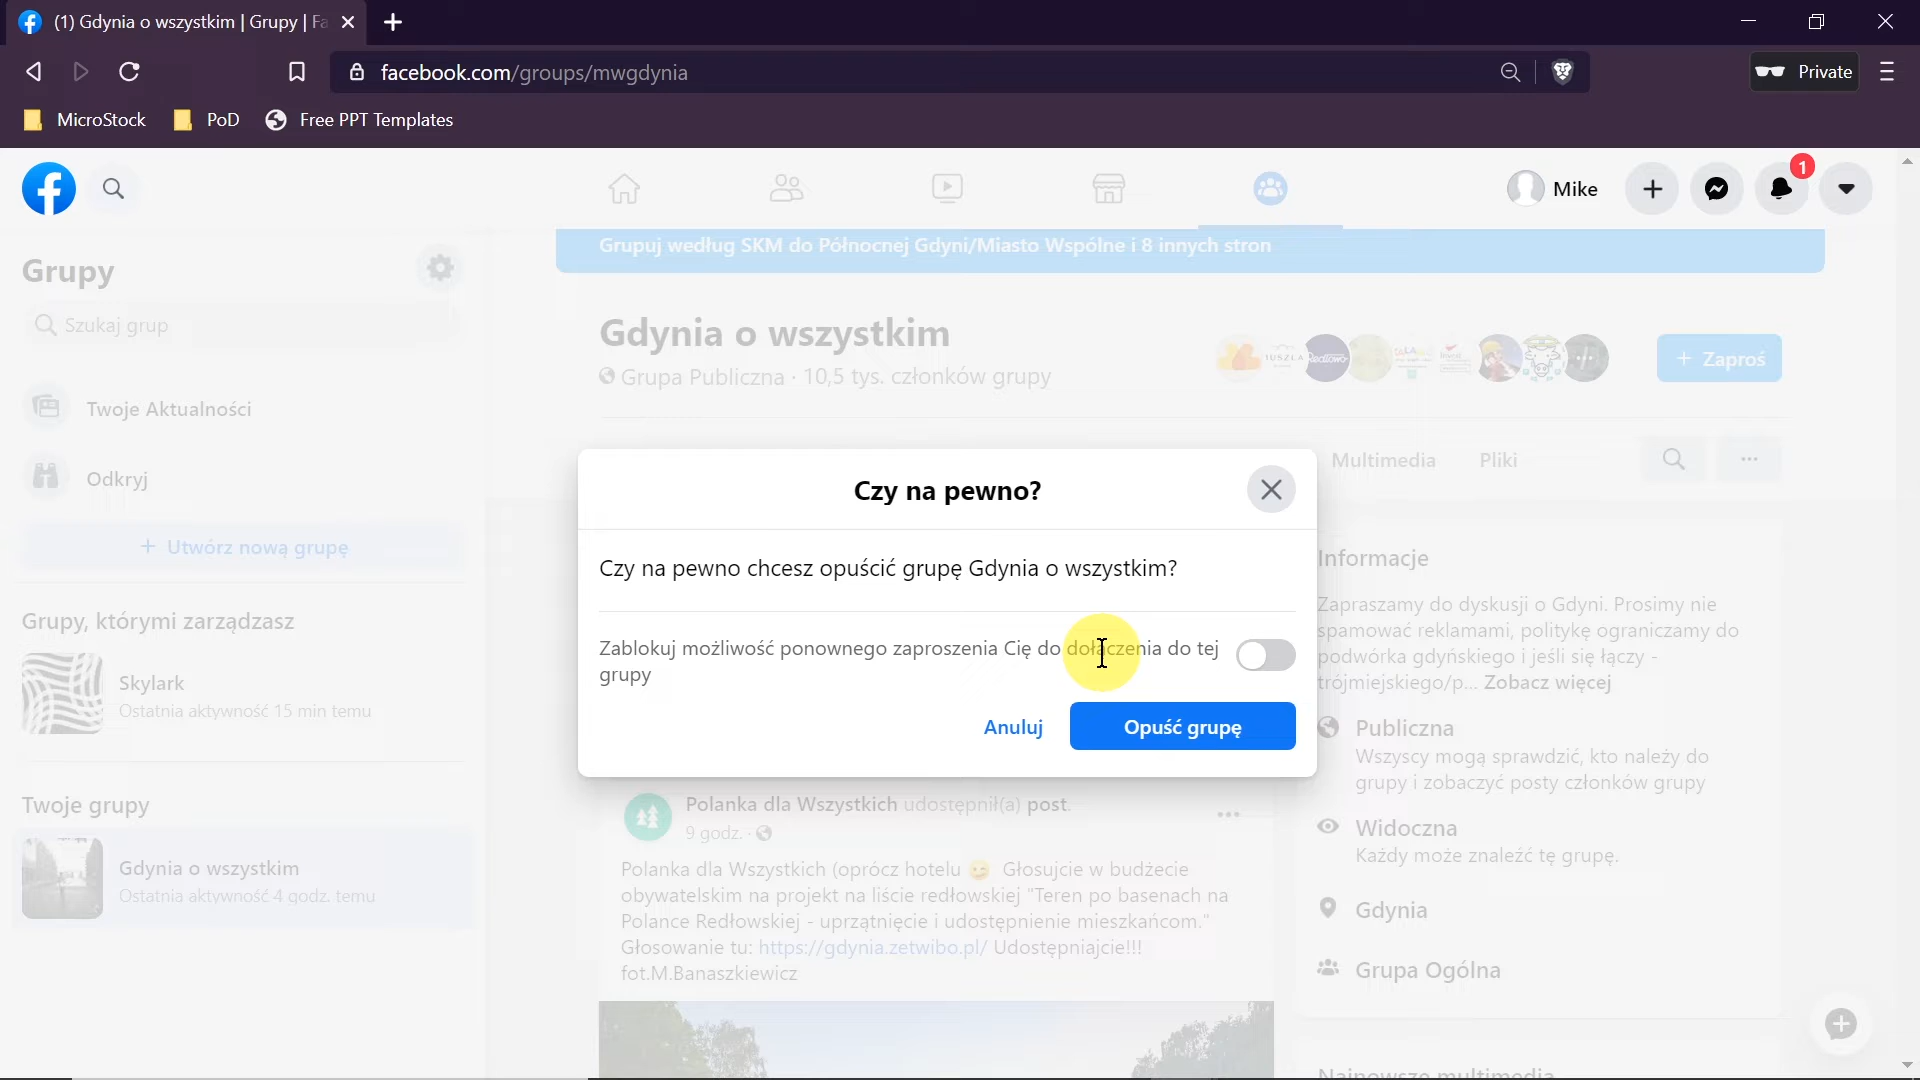 (1) Gdynia o wszystkim | Grupy | Fa
facebook.com/groups/mwgdynia
Private
MicroStock
PoD
Free PPT Templates
Mike
1
Grupuj według SKM do Północnej Gdyni/Miasto Wspólne i 8 innych stron
Grupy
Szukaj grup
Twoje Aktualności
Odkryj
+ Utwórz nową grupę
Grupy, którymi zarządzasz
Skylark
Ostatnia aktywność 15 min temu
Twoje grupy
Gdynia o wszystkim
Ostatnia aktywność 4 godz. temu
Gdynia o wszystkim
Grupa Publiczna · 10,5 tys. członków grupy
+ Zaproś
Multimedia
Pliki
Czy na pewno?
Czy na pewno chcesz opuścić grupę Gdynia o wszystkim?
Zablokuj możliwość ponownego zaproszenia Cię do dołączenia do tej
grupy
Anuluj
Opuść grupę
Polanka dla Wszystkich udostępnił(a) post.
9 godz. ·
Polanka dla Wszystkich (oprócz hotelu 😉 Głosujcie w budżecie
obywatelskim na projekt na liście redłowskiej "Teren po basenach na
Polance Redłowskiej - uprzątnięcie i udostępnienie mieszkańcom."
Głosowanie tu: https://gdynia.zetwibo.pl/ Udostępniajcie!!!
fot.M.Banaszkiewicz
Informacje
Zapraszamy do dyskusji o Gdyni. Prosimy nie
spamować reklamami, politykę ograniczamy do
podwórka gdyńskiego i jeśli się łączy -
trójmiejskiego/p... Zobacz więcej
Publiczna
Wszyscy mogą sprawdzić, kto należy do
grupy i zobaczyć posty członków grupy
Widoczna
Każdy może znaleźć tę grupę.
Gdynia
Grupa Ogólna
Najnowsze multimedia